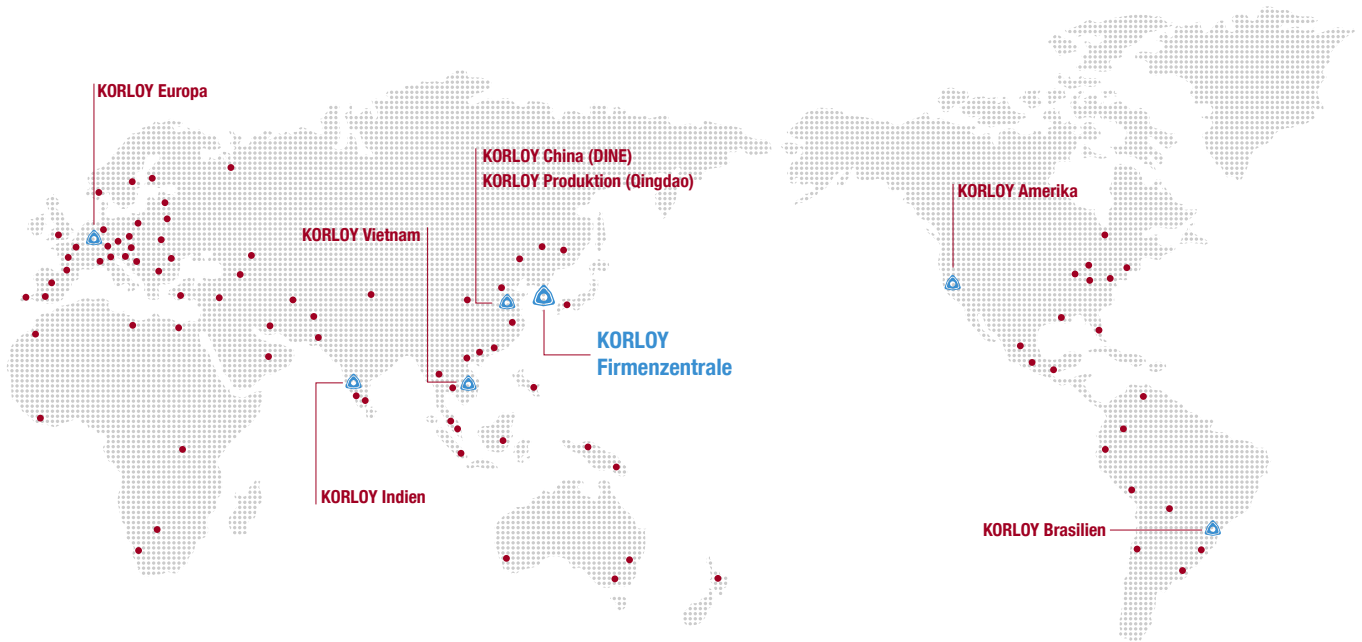 KORLOY Europa
KORLOY China (DINE)
KORLOY Produktion (Qingdao)
KORLOY Amerika
KORLOY Vietnam
KORLOY
Firmenzentrale
KORLOY Indien
KORLOY Brasilien